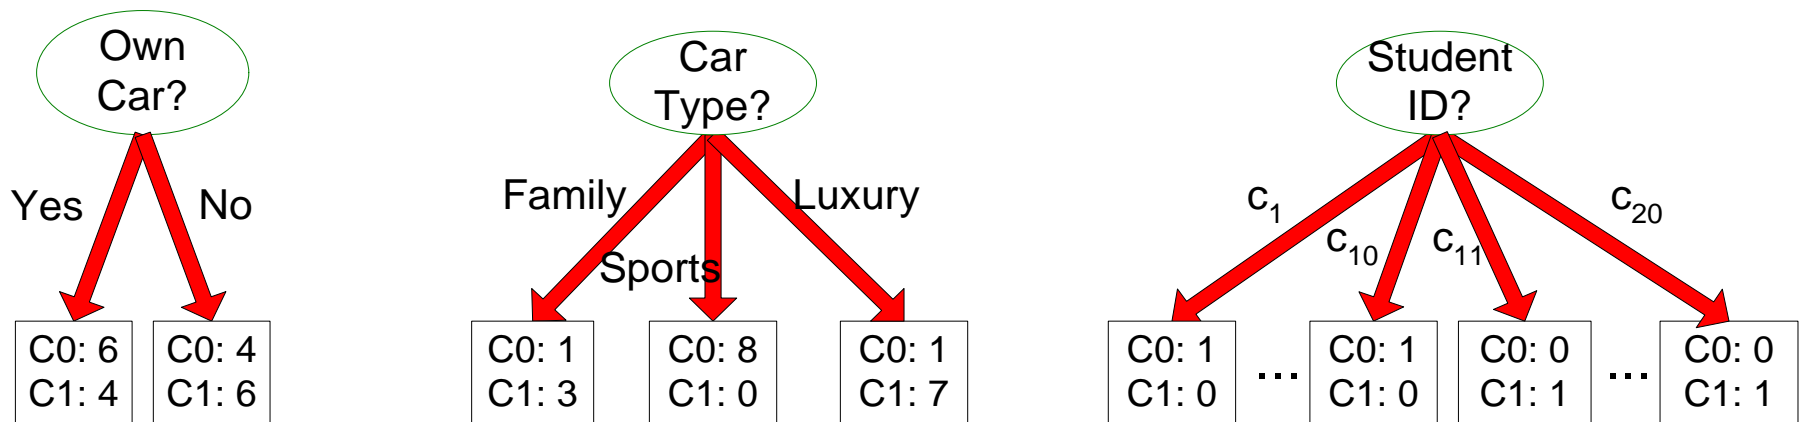 Own
Car?
Yes
No
C0: 6
C1: 4
C0: 4
C1: 6
Car
Type?
Family
Sports
Luxury
C0: 1
C1: 3
C0: 8
C1: 0
C0: 1
C1: 7
Student
ID?
c1
c10
c11
c20
C0: 1
C1: 0
...
C0: 1
C1: 0
C0: 0
C1: 1
...
C0: 0
C1: 1